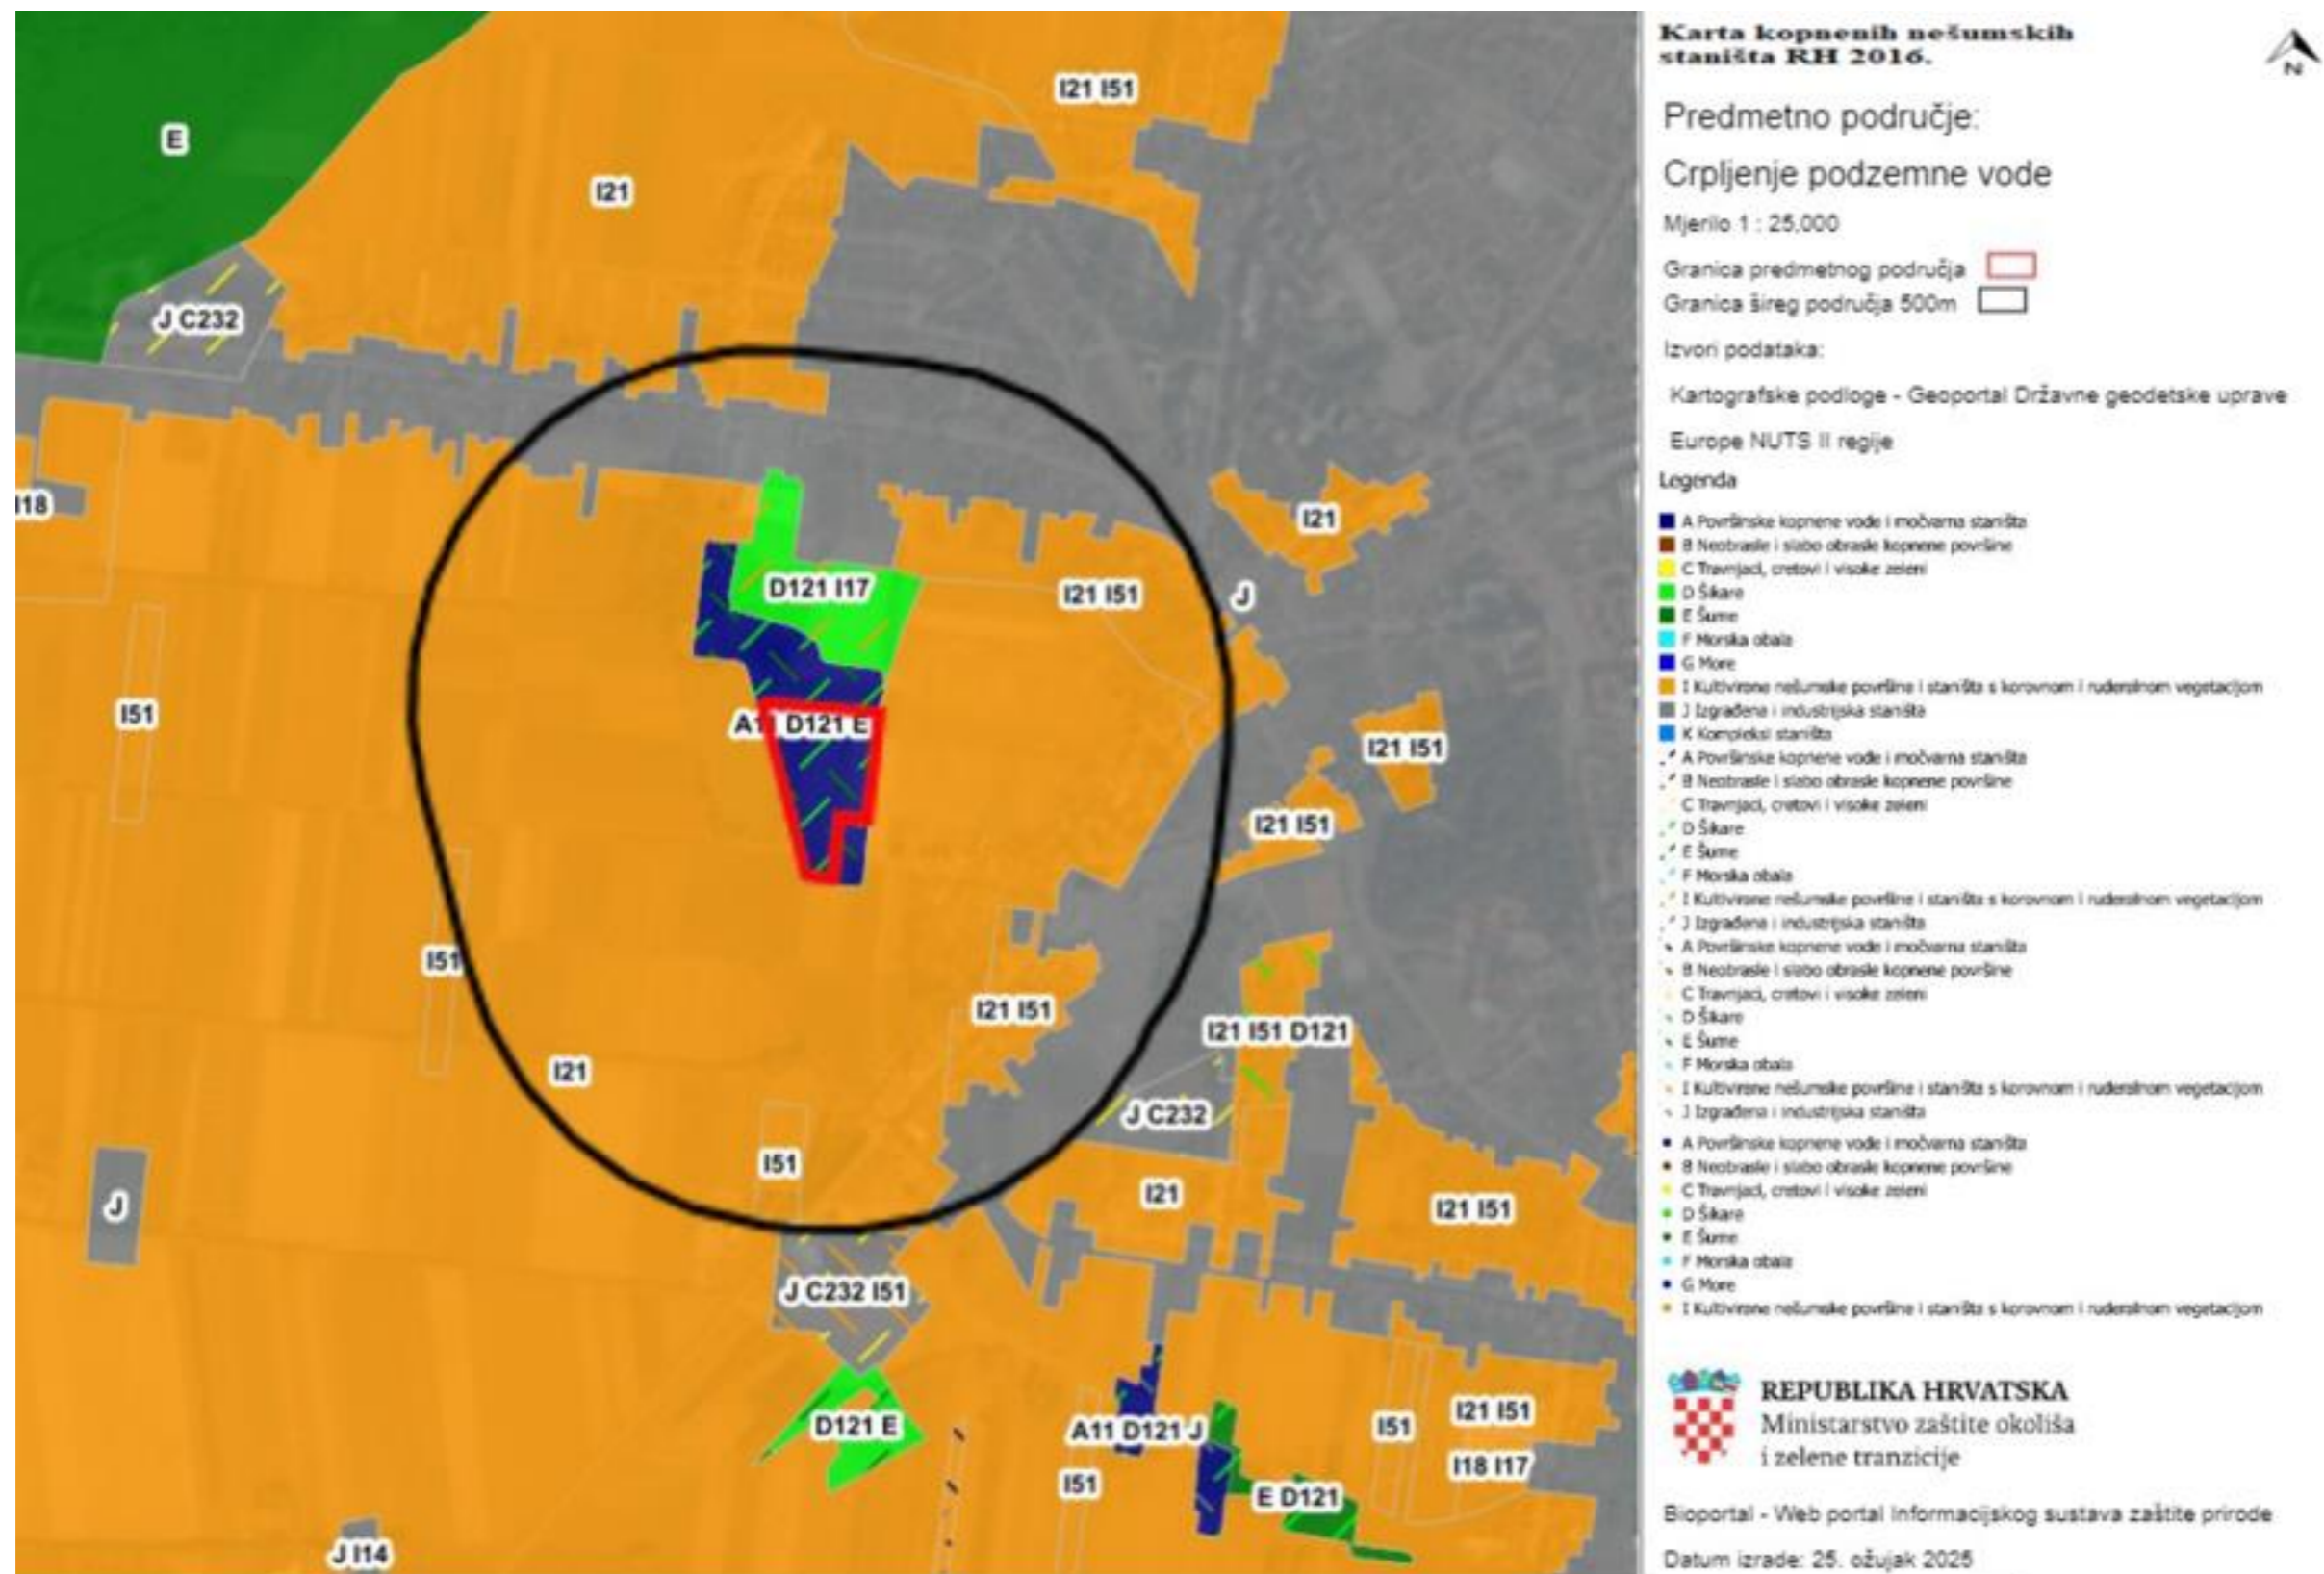 E
I21 I51
I21
J C232
I18
I21
D121 I17
I21 I51
J
I51
A11 D121 E
I21 I51
I21 I51
I51
I21 I51
I21 I51 D121
I21
J C232
I51
J
I21
I21 I51
J C232 I51
D121 E
A11 D121 J
I51
I21 I51
I51
I18 I17
E D121
J I14
Karta kopnenih nešumskih
staništa RH 2016.
N
Predmetno područje:
Crpljenje podzemne vode
Mjerilo 1 : 25,000
Granica predmetnog područja
Granica šireg područja 500m
Izvori podataka:
Kartografske podloge - Geoportal Državne geodetske uprave
Europe NUTS II regije
Legenda
A Površinske kopnene vode i močvarna staništa
B Neobrasle i slabo obrasle kopnene površine
C Travnjaci, cretovi i visoke zeleni
D Šikare
E Šume
F Morska obala
G More
I Kultivirane nešumske površine i staništa s korovnom i ruderalnom vegetacijom
J Izgrađena i industrijska staništa
K Kompleksi staništa
A Površinske kopnene vode i močvarna staništa
B Neobrasle i slabo obrasle kopnene površine
C Travnjaci, cretovi i visoke zeleni
D Šikare
E Šume
F Morska obala
I Kultivirane nešumske površine i staništa s korovnom i ruderalnom vegetacijom
J Izgrađena i industrijska staništa
A Površinske kopnene vode i močvarna staništa
B Neobrasle i slabo obrasle kopnene površine
C Travnjaci, cretovi i visoke zeleni
D Šikare
E Šume
F Morska obala
I Kultivirane nešumske površine i staništa s korovnom i ruderalnom vegetacijom
J Izgrađena i industrijska staništa
A Površinske kopnene vode i močvarna staništa
B Neobrasle i slabo obrasle kopnene površine
C Travnjaci, cretovi i visoke zeleni
D Šikare
E Šume
F Morska obala
G More
I Kultivirane nešumske površine i staništa s korovnom i ruderalnom vegetacijom
REPUBLIKA HRVATSKA
Ministarstvo zaštite okoliša
i zelene tranzicije
Bioportal - Web portal Informacijskog sustava zaštite prirode
Datum izrade: 25. ožujak 2025